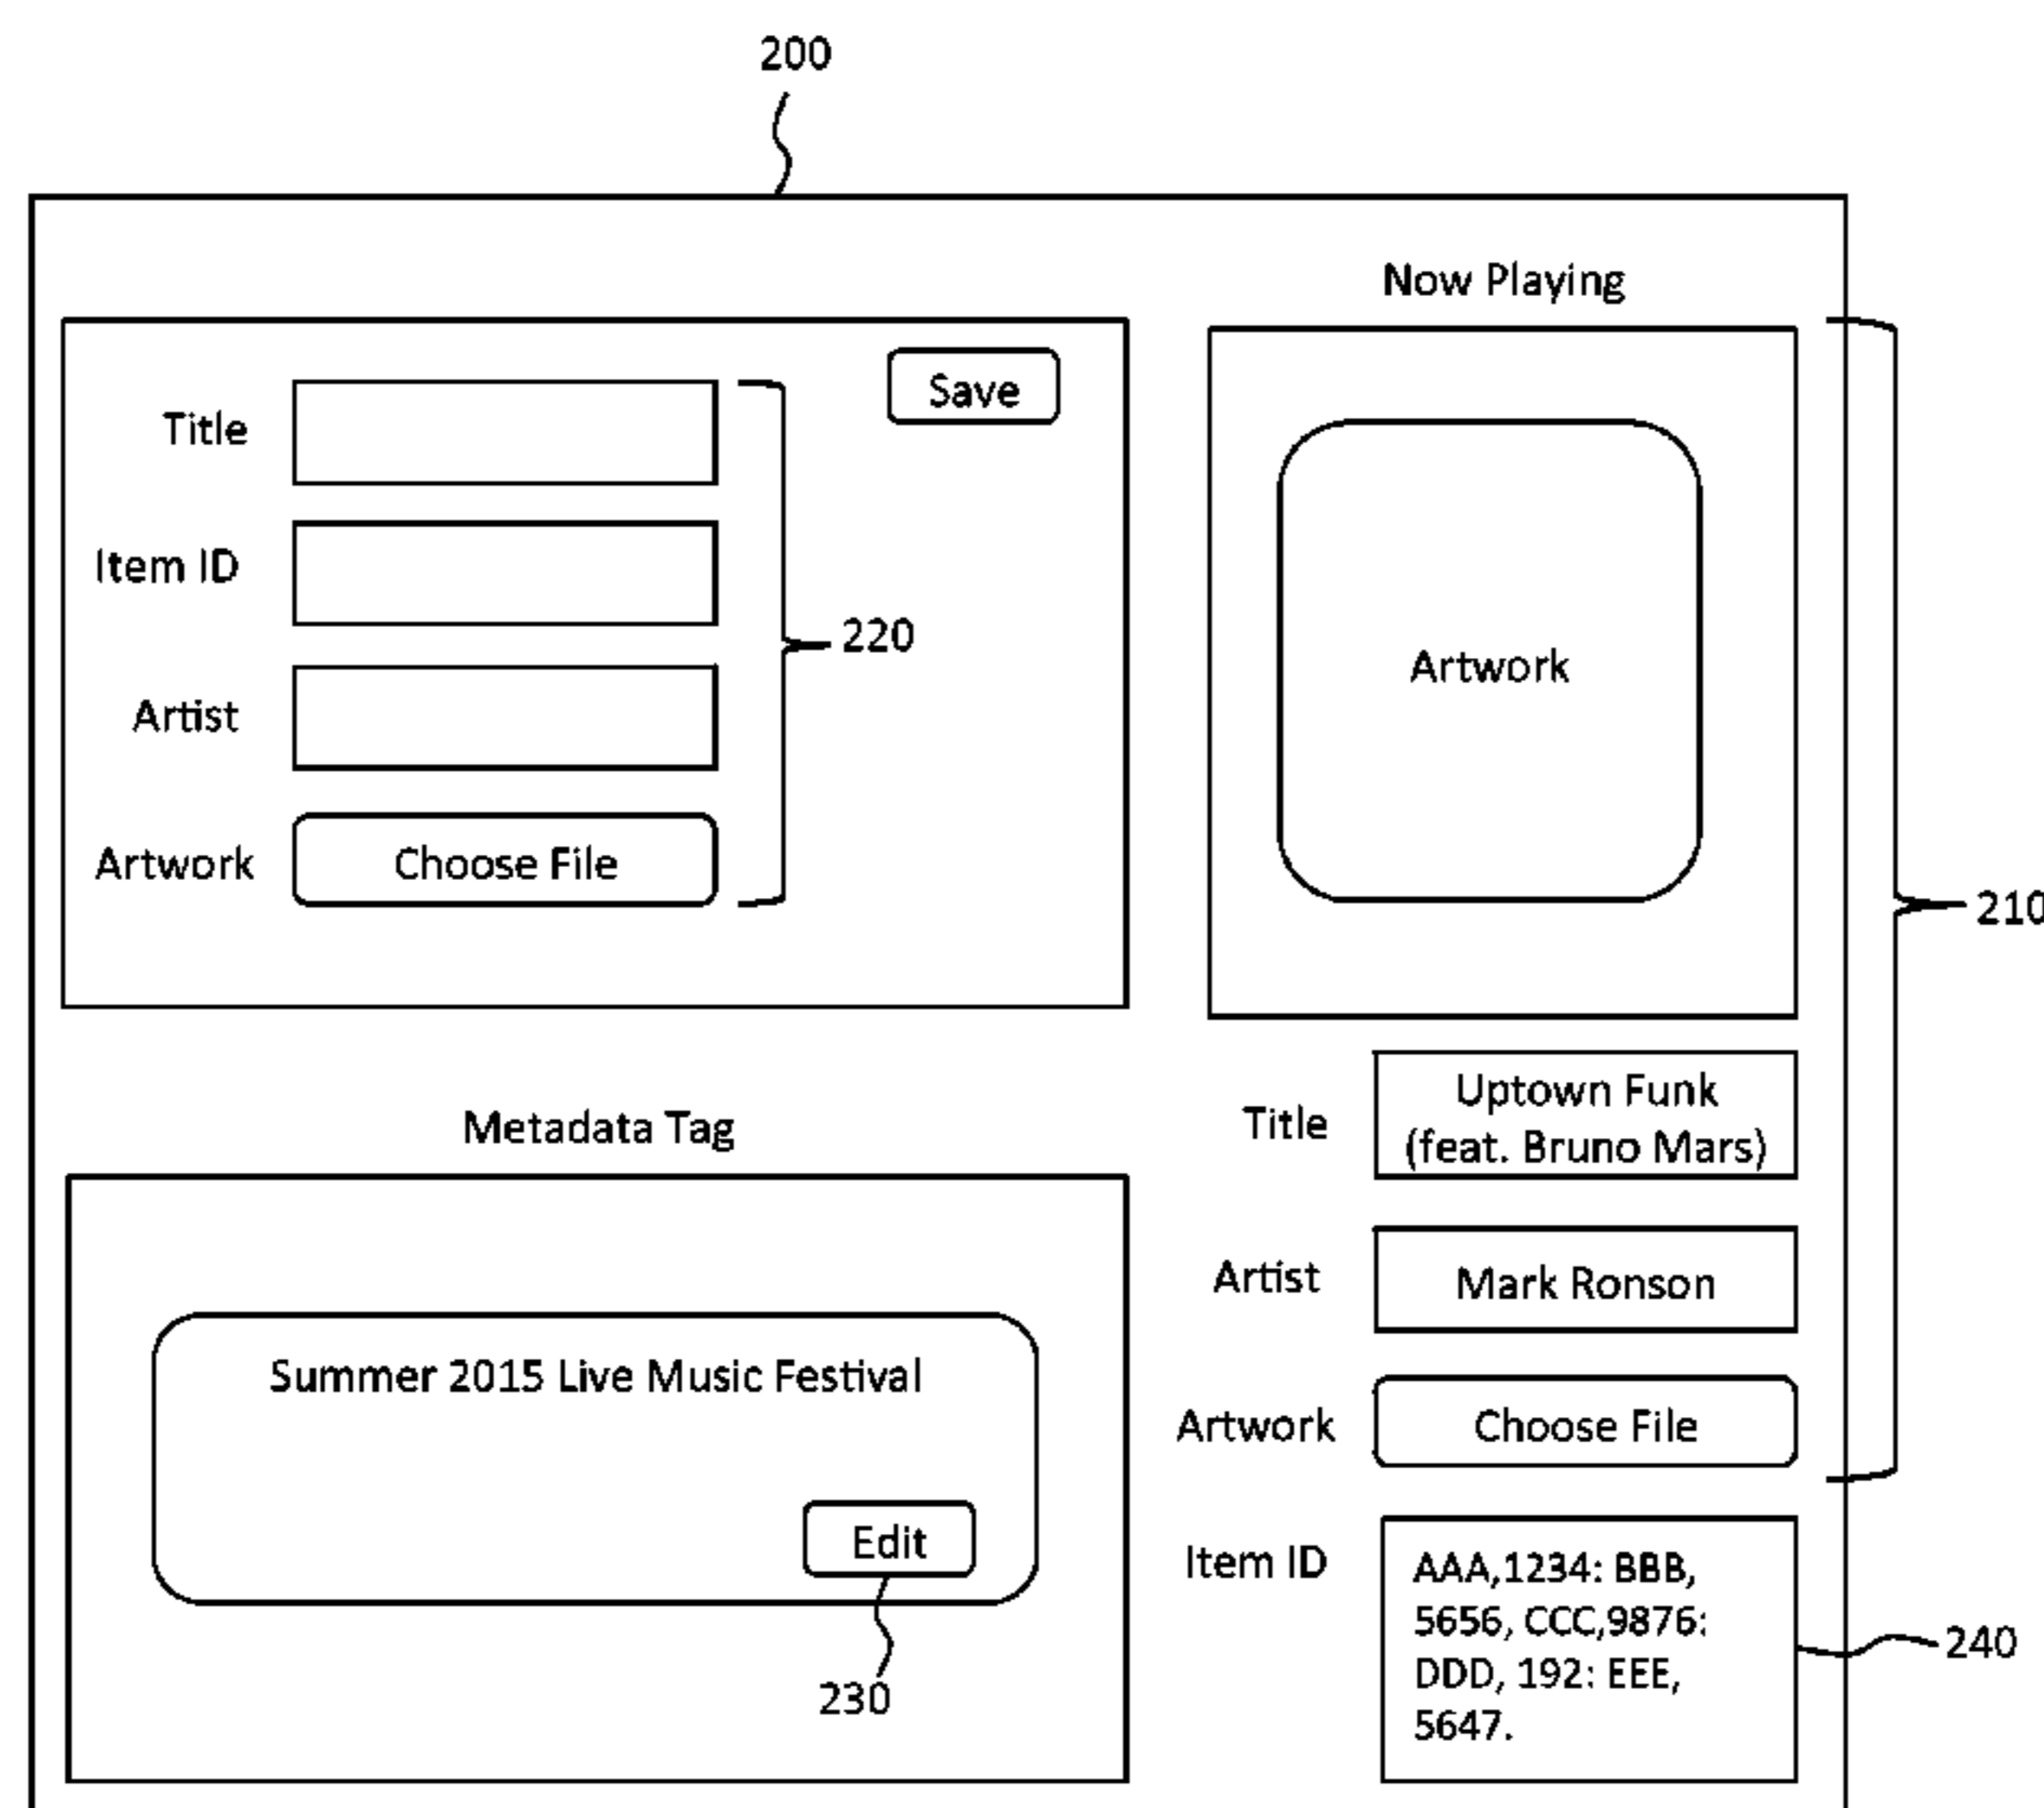 200
Now Playing
Save
Title
Item ID
220
Artist
Artwork
Choose File
Artwork
210
Metadata Tag
Title
Uptown Funk
(feat. Bruno Mars)
Artist
Mark Ronson
Summer 2015 Live Music Festival
Artwork
Choose File
Edit
230
Item ID
AAA,1234: BBB,
5656, CCC,9876:
DDD, 192: EEE,
5647.
240